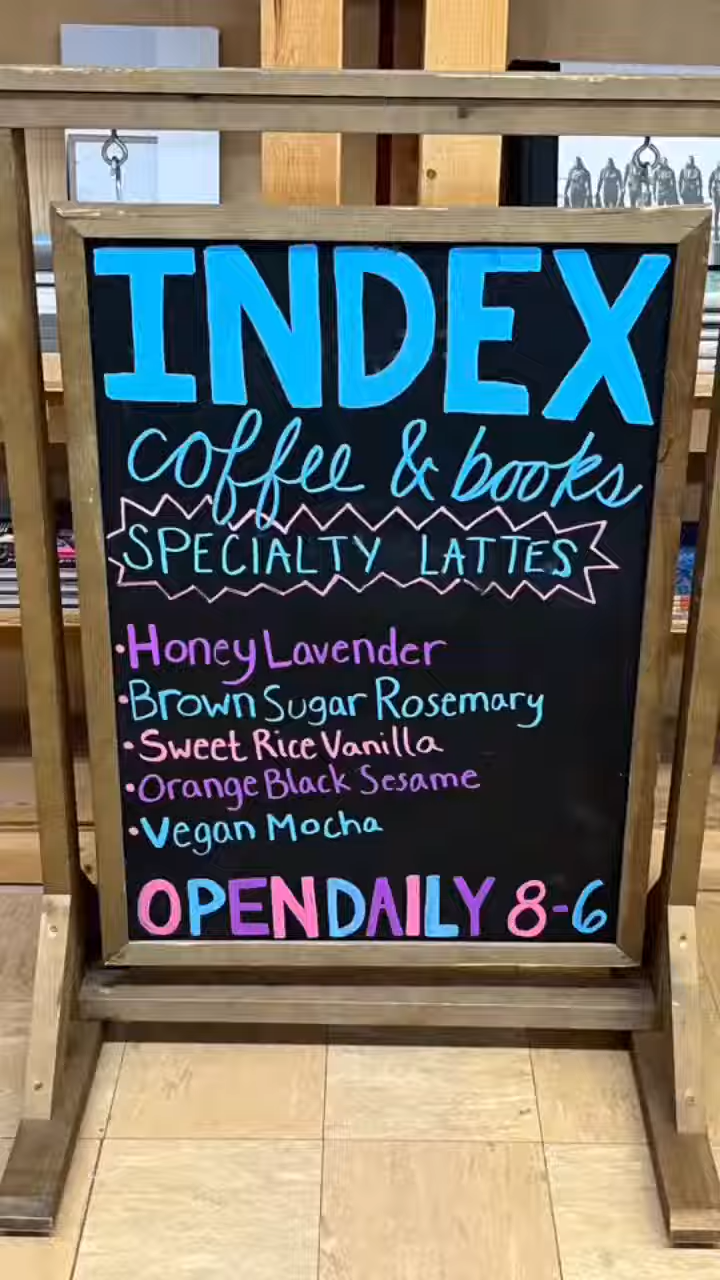 INDEX
coffee & books
SPECIALTY LATTES
•Honey Lavender
•Brown Sugar Rosemary
•Sweet Rice Vanilla
•Orange Black Sesame
•Vegan Mocha
OPEN DAILY 8-6